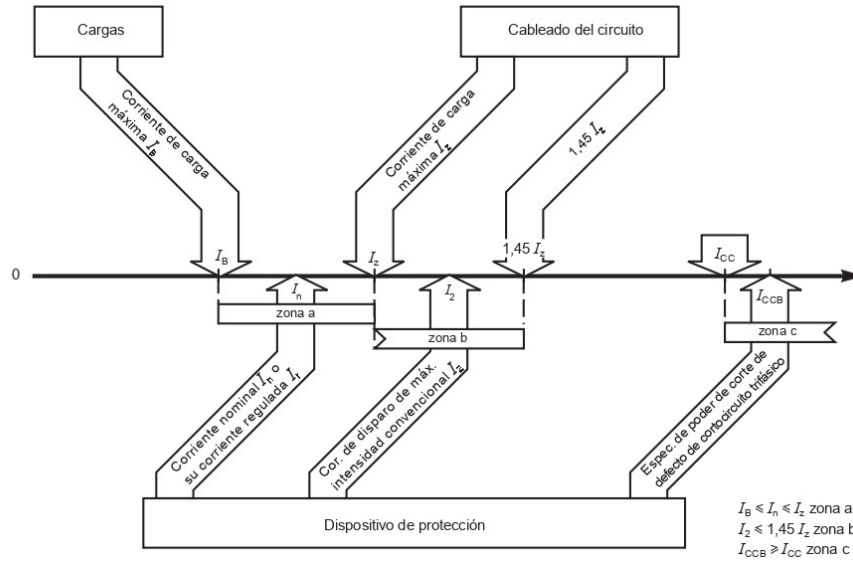 Cargas
Cableado del circuito
Corriente de carga
máxima I_B
Corriente de carga
máxima I_z
1,45 I_z
0
I_B
I_z
1,45 I_z
I_CC
I_n
I_2
I_CCB
zona a
zona b
zona c
Corriente nominal I_n o
su corriente regulada I_r
Cor. de disparo de máx.
intensidad convencional I_2
Espec. de poder de corte de
defecto de cortocircuito trifásico
Dispositivo de protección
I_B ≤ I_n ≤ I_z zona a
I_2 ≤ 1,45 I_z zona b
I_CCB ≥ I_CC zona c